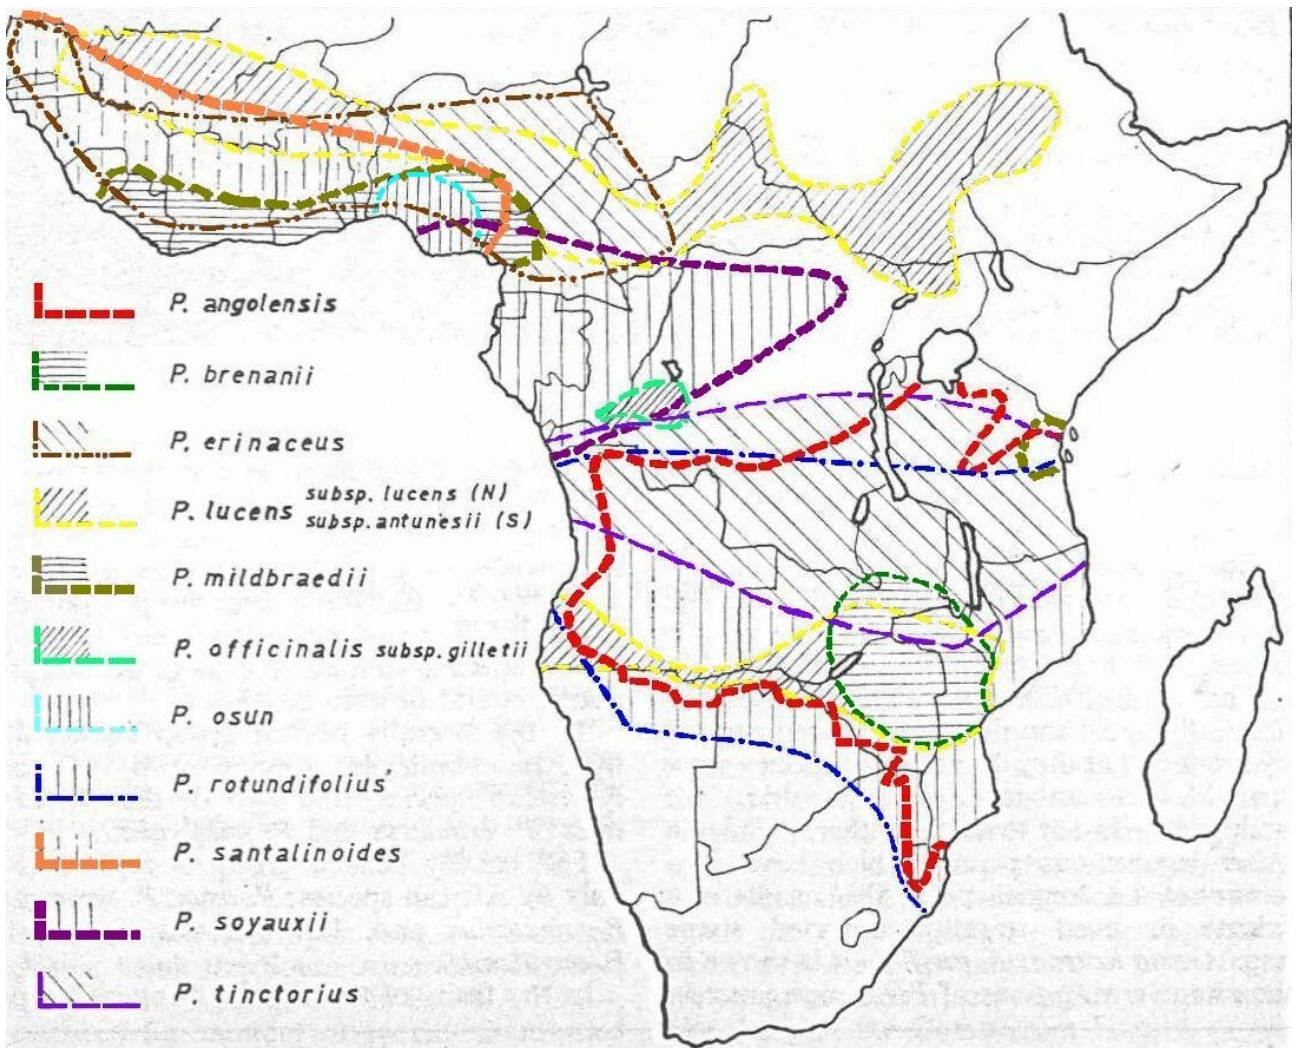 P. angolensis
P. brenanii
P. erinaceus
P. lucens subsp. lucens (N)
subsp. antunesii (S)
P. mildbraedii
P. officinalis subsp. gilletii
P. osun
P. rotundifolius'
P. santalinoides
P. soyauxii
P. tinctorius